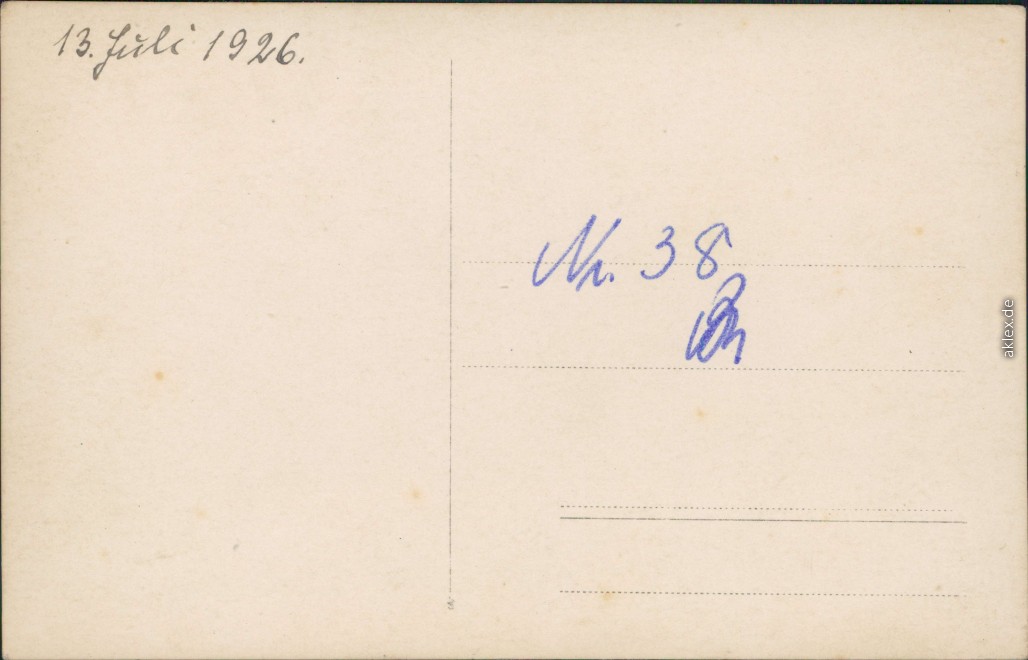 13. Juli 1926.
Nr. 38
aklex.de